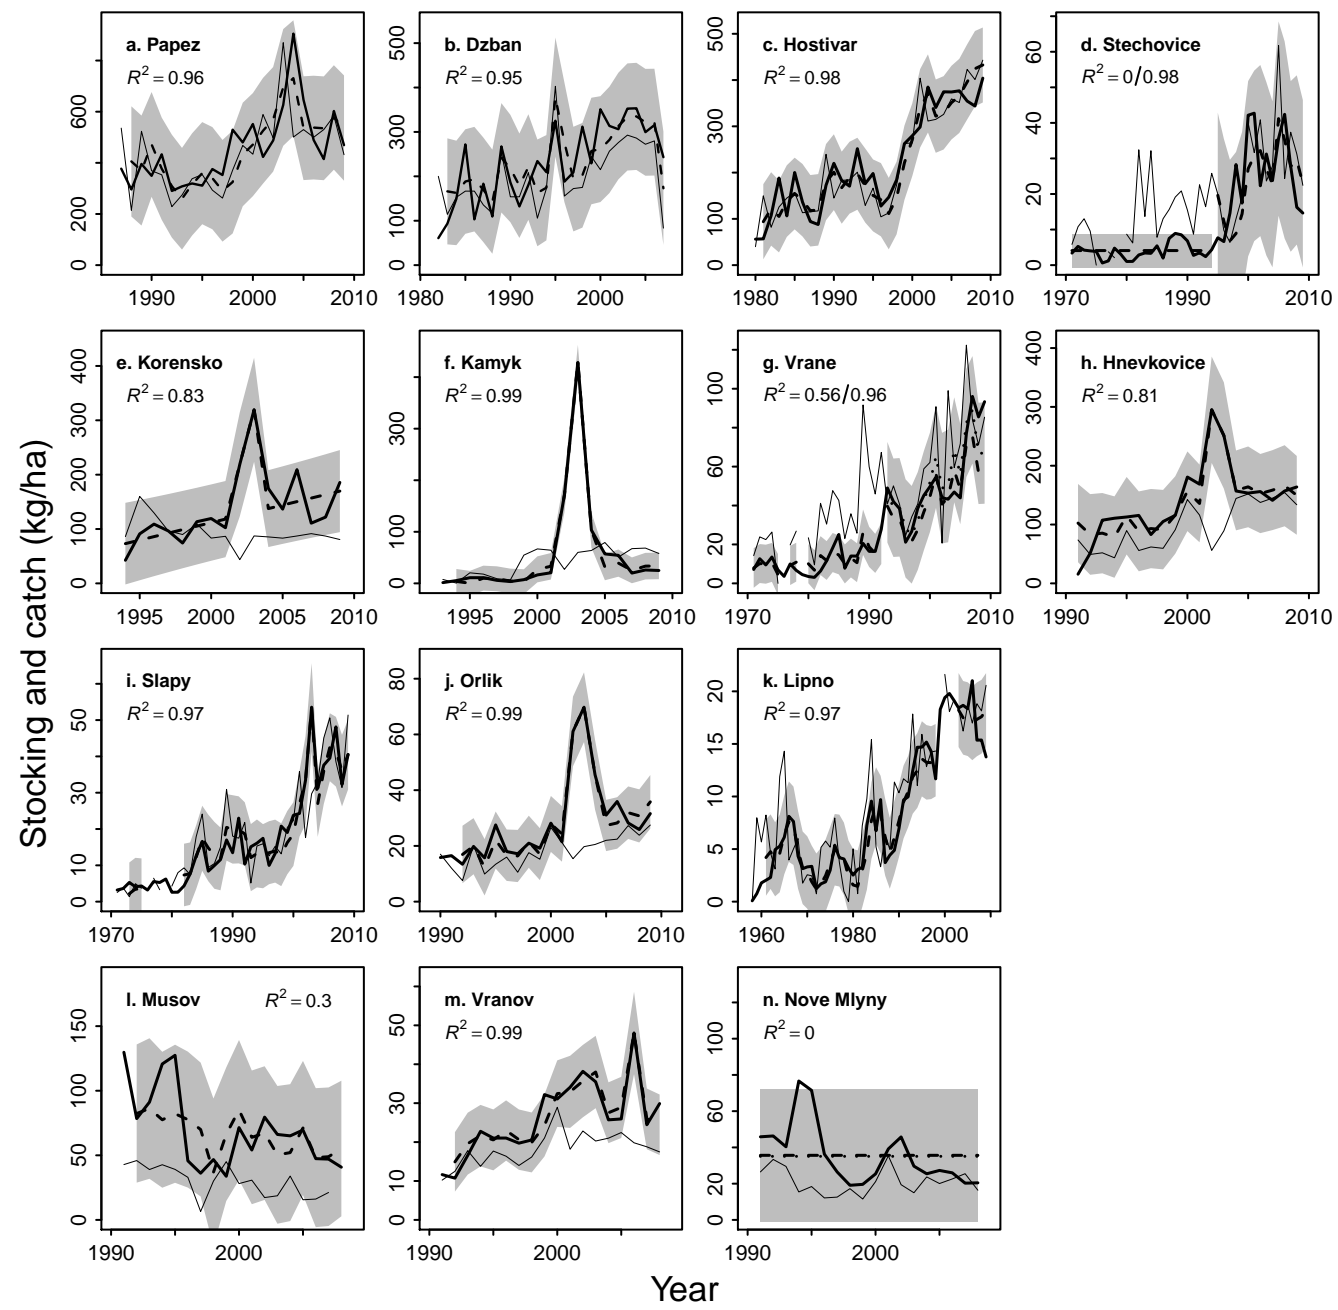 a. Papez
R² = 0.96
0 200 600
1990 2000 2010
b. Dzban
R² = 0.95
0 100 300 500
1980 1990 2000
c. Hostivar
R² = 0.98
0 100 300 500
1980 1990 2000 2010
d. Stechovice
R² = 0/0.98
0 20 40 60
1970 1990 2010
e. Korensko
R² = 0.83
0 100 200 300 400
1995 2000 2005 2010
f. Kamyk
R² = 0.99
0 100 300
1995 2000 2005 2010
g. Vrane
R² = 0.56/0.96
0 20 60 100
1970 1990 2010
h. Hnevkovice
R² = 0.81
0 100 200 300 400
1990 2000 2010
Stocking and catch (kg/ha)
i. Slapy
R² = 0.97
0 10 30 50
1970 1990 2010
j. Orlik
R² = 0.99
0 20 40 60 80
1990 2000 2010
k. Lipno
R² = 0.97
0 5 10 15 20
1960 1980 2000
l. Musov
R² = 0.3
0 50 100 150
1990 2000
m. Vranov
R² = 0.99
0 10 30 50
1990 2000
n. Nove Mlyny
R² = 0
0 20 60 100
1990 2000
Year